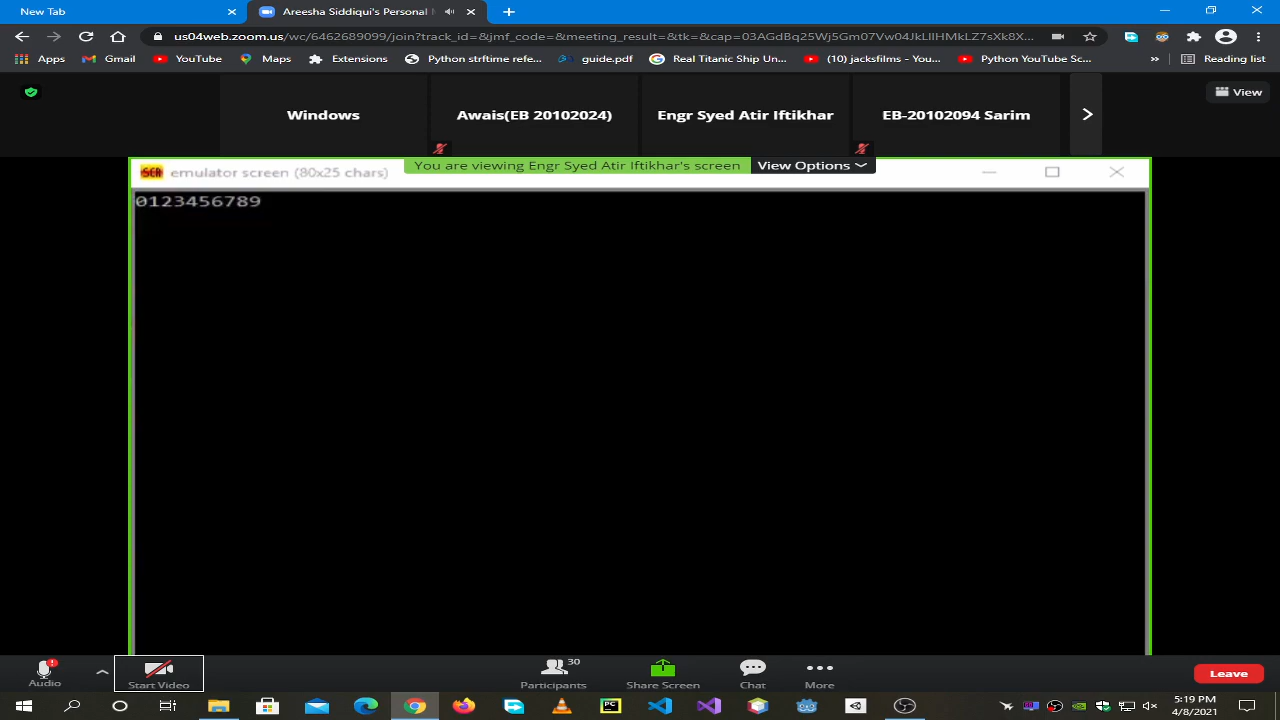 New Tab
Areesha Siddiqui's Personal
us04web.zoom.us/wc/6462689099/join?track_id=&jmf_code=&meeting_result=&tk=&cap=03AGdBq25Wj5Gm07Vw04JkLIIHMkLZ7sXk8X...
Apps Gmail YouTube Maps Extensions Python strftime refe... guide.pdf Real Titanic Ship Un... (10) jacksfilms - You... Python YouTube Sc... » Reading list
Windows
Awais(EB 20102024)
Engr Syed Atir Iftikhar
EB-20102094 Sarim
View
You are viewing Engr Syed Atir Iftikhar's screen View Options
emulator screen (80x25 chars)
0123456789
Audio
Start Video
Participants 30
Share Screen
Chat
More
Leave
5:19 PM
4/8/2021